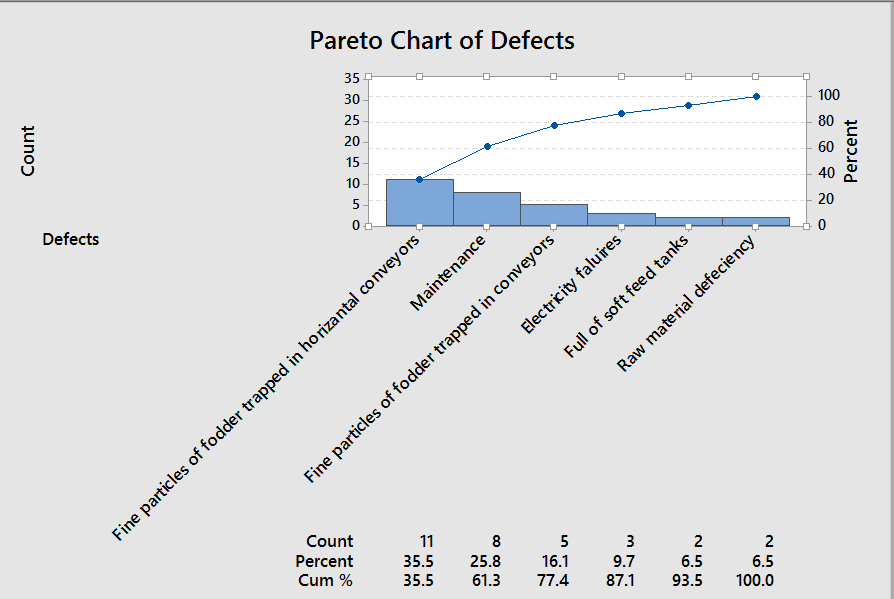 Pareto Chart of Defects
Count
35
30
25
20
15
10
5
0
100
80
60
40
20
0
Percent
Defects
Fine particles of fodder trapped in horizantal conveyors
Maintenance
Fine particles of fodder trapped in conveyors
Electricity faluires
Full of soft feed tanks
Raw material defeciency
Count 11 8 5 3 2 2
Percent 35.5 25.8 16.1 9.7 6.5 6.5
Cum % 35.5 61.3 77.4 87.1 93.5 100.0